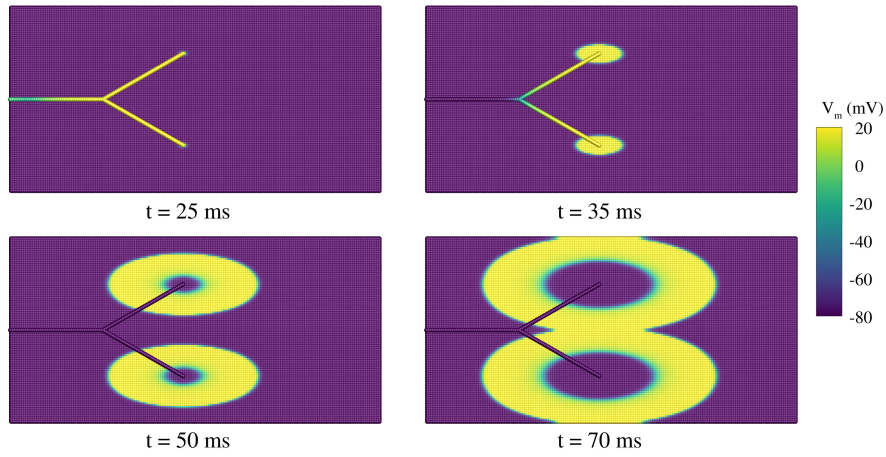 t = 25 ms
t = 35 ms
V_m (mV)
20
0
-20
-40
-60
-80
t = 50 ms
t = 70 ms